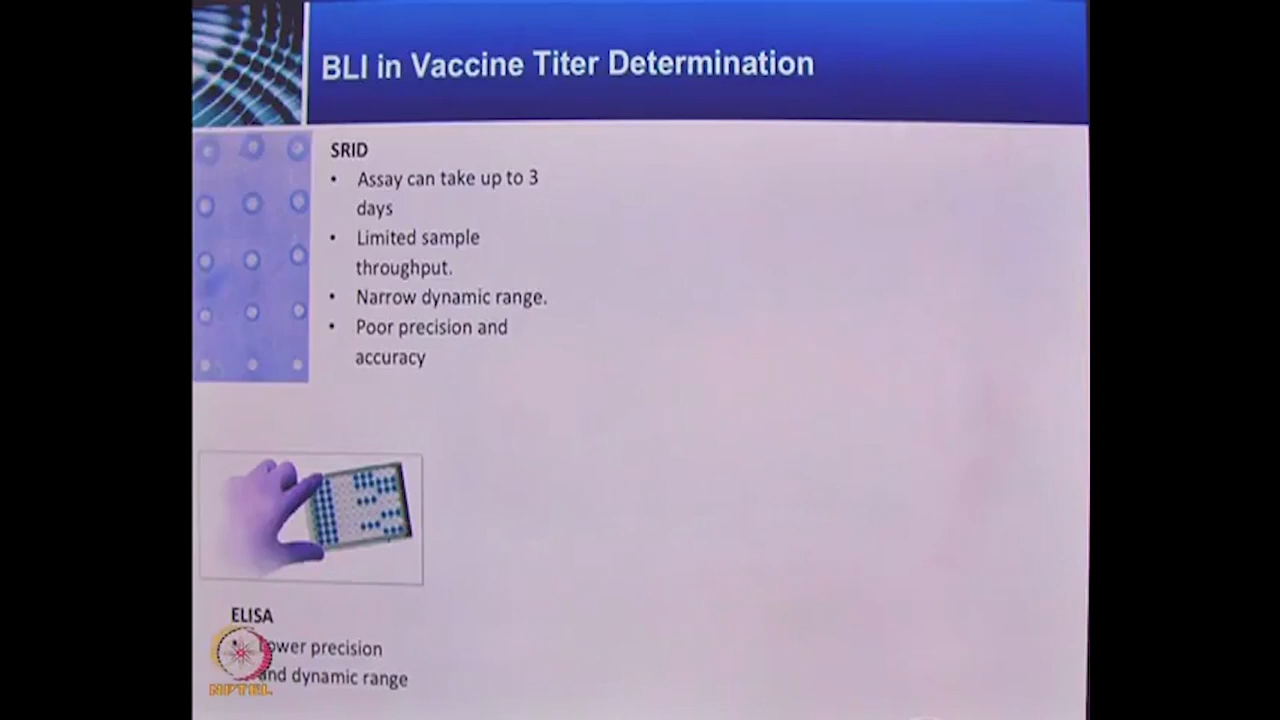 BLI in Vaccine Titer Determination
SRID
• Assay can take up to 3
days
• Limited sample
throughput.
• Narrow dynamic range.
• Poor precision and
accuracy
ELISA
• Lower precision
and dynamic range
NPTEL